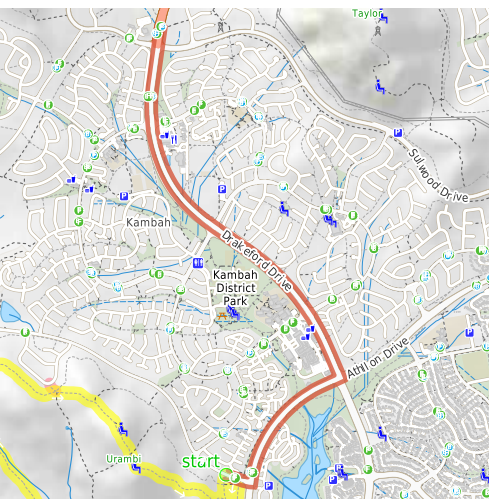 Taylor
Sulwood Drive
Kambah
Drakeford Drive
Kambah
District
Park
Athllon Drive
start
Urambi